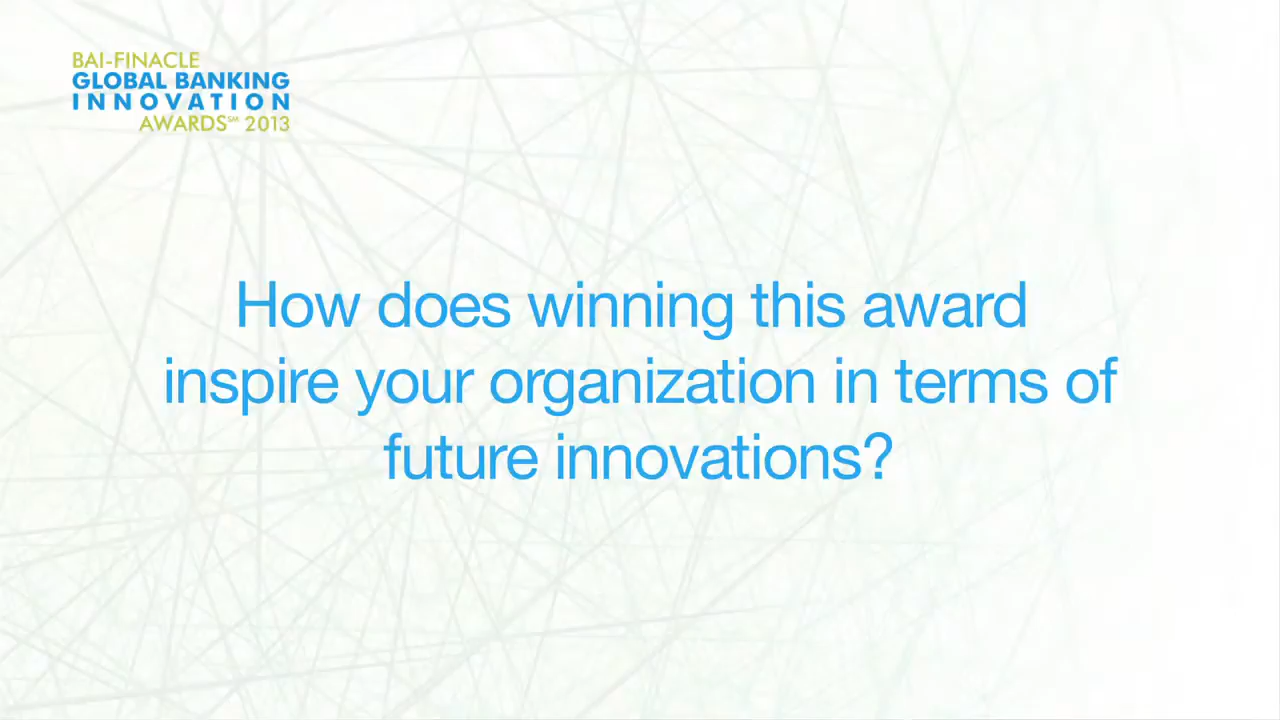 BAI-FINACLE
GLOBAL BANKING
INNOVATION
AWARDS℠ 2013
How does winning this award
inspire your organization in terms of
future innovations?